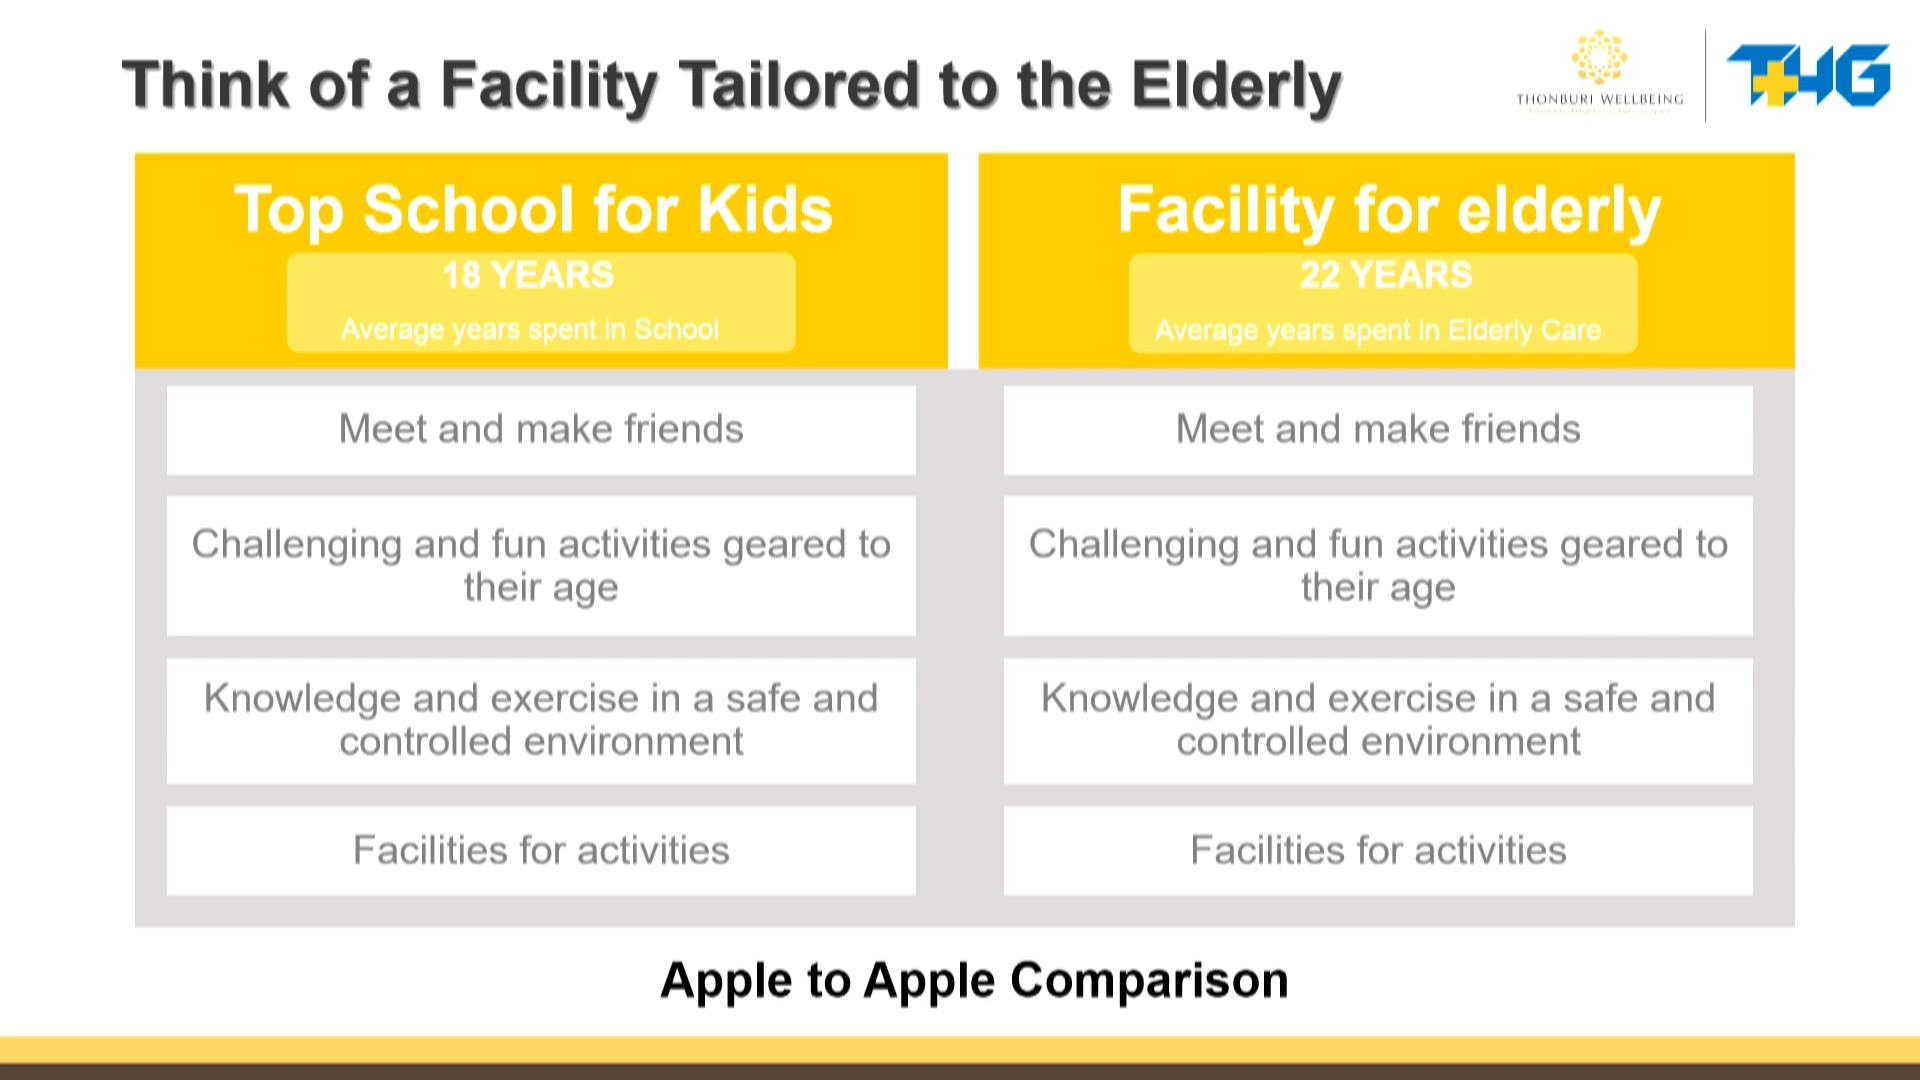 Think of a Facility Tailored to the Elderly
THONBURI WELLBEING
THG
Top School for Kids
18 YEARS
Average years spent in School
Meet and make friends
Challenging and fun activities geared to
their age
Knowledge and exercise in a safe and
controlled environment
Facilities for activities
Facility for elderly
22 YEARS
Average years spent in Elderly Care
Meet and make friends
Challenging and fun activities geared to
their age
Knowledge and exercise in a safe and
controlled environment
Facilities for activities
Apple to Apple Comparison